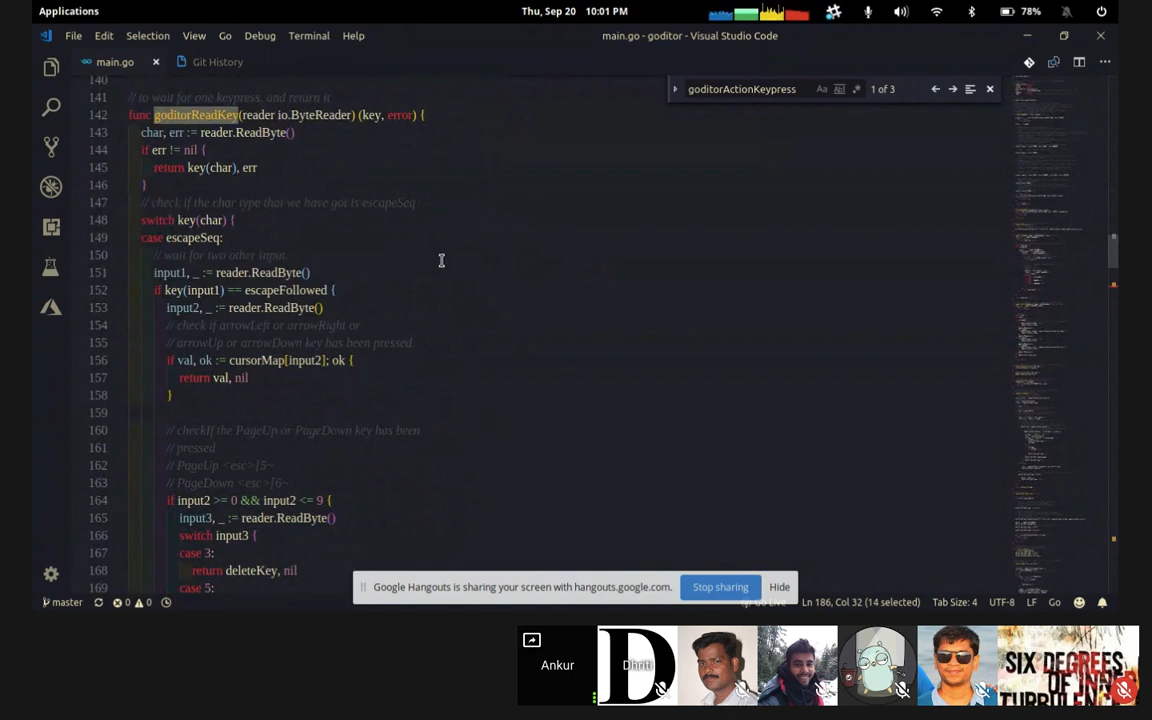 Applications
Thu, Sep 20 10:01 PM
78%
File Edit Selection View Go Debug Terminal Help
main.go - goditor - Visual Studio Code
main.go
Git History
goditorActionKeypress
Aa
Ab|
.*
1 of 3
140
141 // to wait for one keypress, and return it
142 func goditorReadKey(reader io.ByteReader) (key, error) {
143 char, err := reader.ReadByte()
144 if err != nil {
145 return key(char), err
146 }
147 // check if the char type that we have got is escapeSeq
148 switch key(char) {
149 case escapeSeq:
150 // wait for two other input.
151 input1, _ := reader.ReadByte()
152 if key(input1) == escapeFollowed {
153 input2, _ := reader.ReadByte()
154 // check if arrowLeft or arrowRight or
155 // arrowUp or arrowDown key has been pressed.
156 if val, ok := cursorMap[input2]; ok {
157 return val, nil
158 }
159
160 // checkIf the PageUp or PageDown key has been
161 // pressed
162 // PageUp <esc>[5~
163 // PageDown <esc>[6~
164 if input2 >= 0 && input2 <= 9 {
165 input3, _ := reader.ReadByte()
166 switch input3 {
167 case 3:
168 return deleteKey, nil
169 case 5:
Google Hangouts is sharing your screen with hangouts.google.com.
Stop sharing
Hide
master
0
0
Go Live
Ln 186, Col 32 (14 selected)
Tab Size: 4
UTF-8
LF
Go
Ankur
D
Dhriti
SIX DEGREES
OF INNER
TURBULENCE